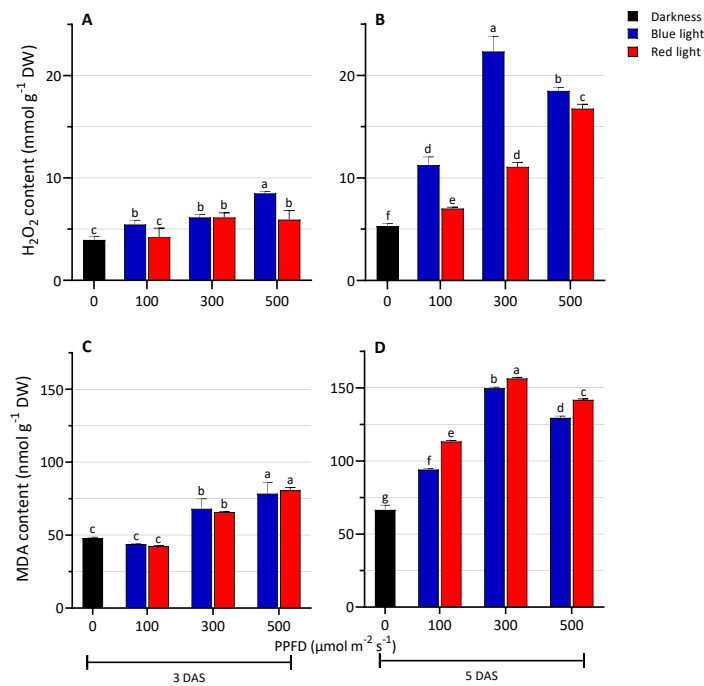 A
B
Darkness
Blue light
Red light
H₂O₂ content (mmol g⁻¹ DW)
20
10
0
c
b
c
b
b
a
b
0
100
300
500
20
10
0
f
d
e
a
d
b
c
0
100
300
500
C
D
MDA content (nmol g⁻¹ DW)
150
100
50
0
c
c
c
b
b
a
a
0
100
300
500
150
100
50
0
g
f
e
b
a
d
c
0
100
300
500
PPFD (µmol m⁻² s⁻¹)
3 DAS
5 DAS